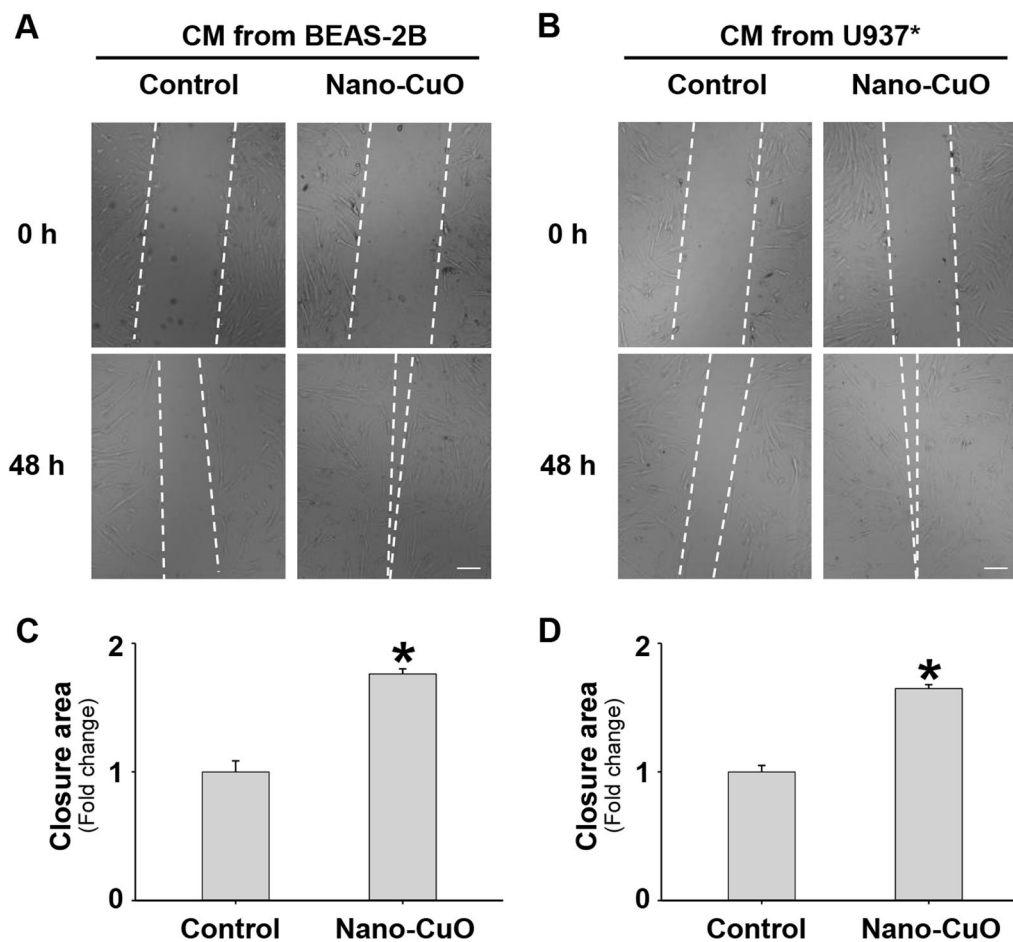 A
CM from BEAS-2B
Control Nano-CuO
0 h
48 h
B
CM from U937*
Control Nano-CuO
0 h
48 h
C
Closure area
(Fold change)
2
*
1
0
Control Nano-CuO
D
Closure area
(Fold change)
2
*
1
0
Control Nano-CuO